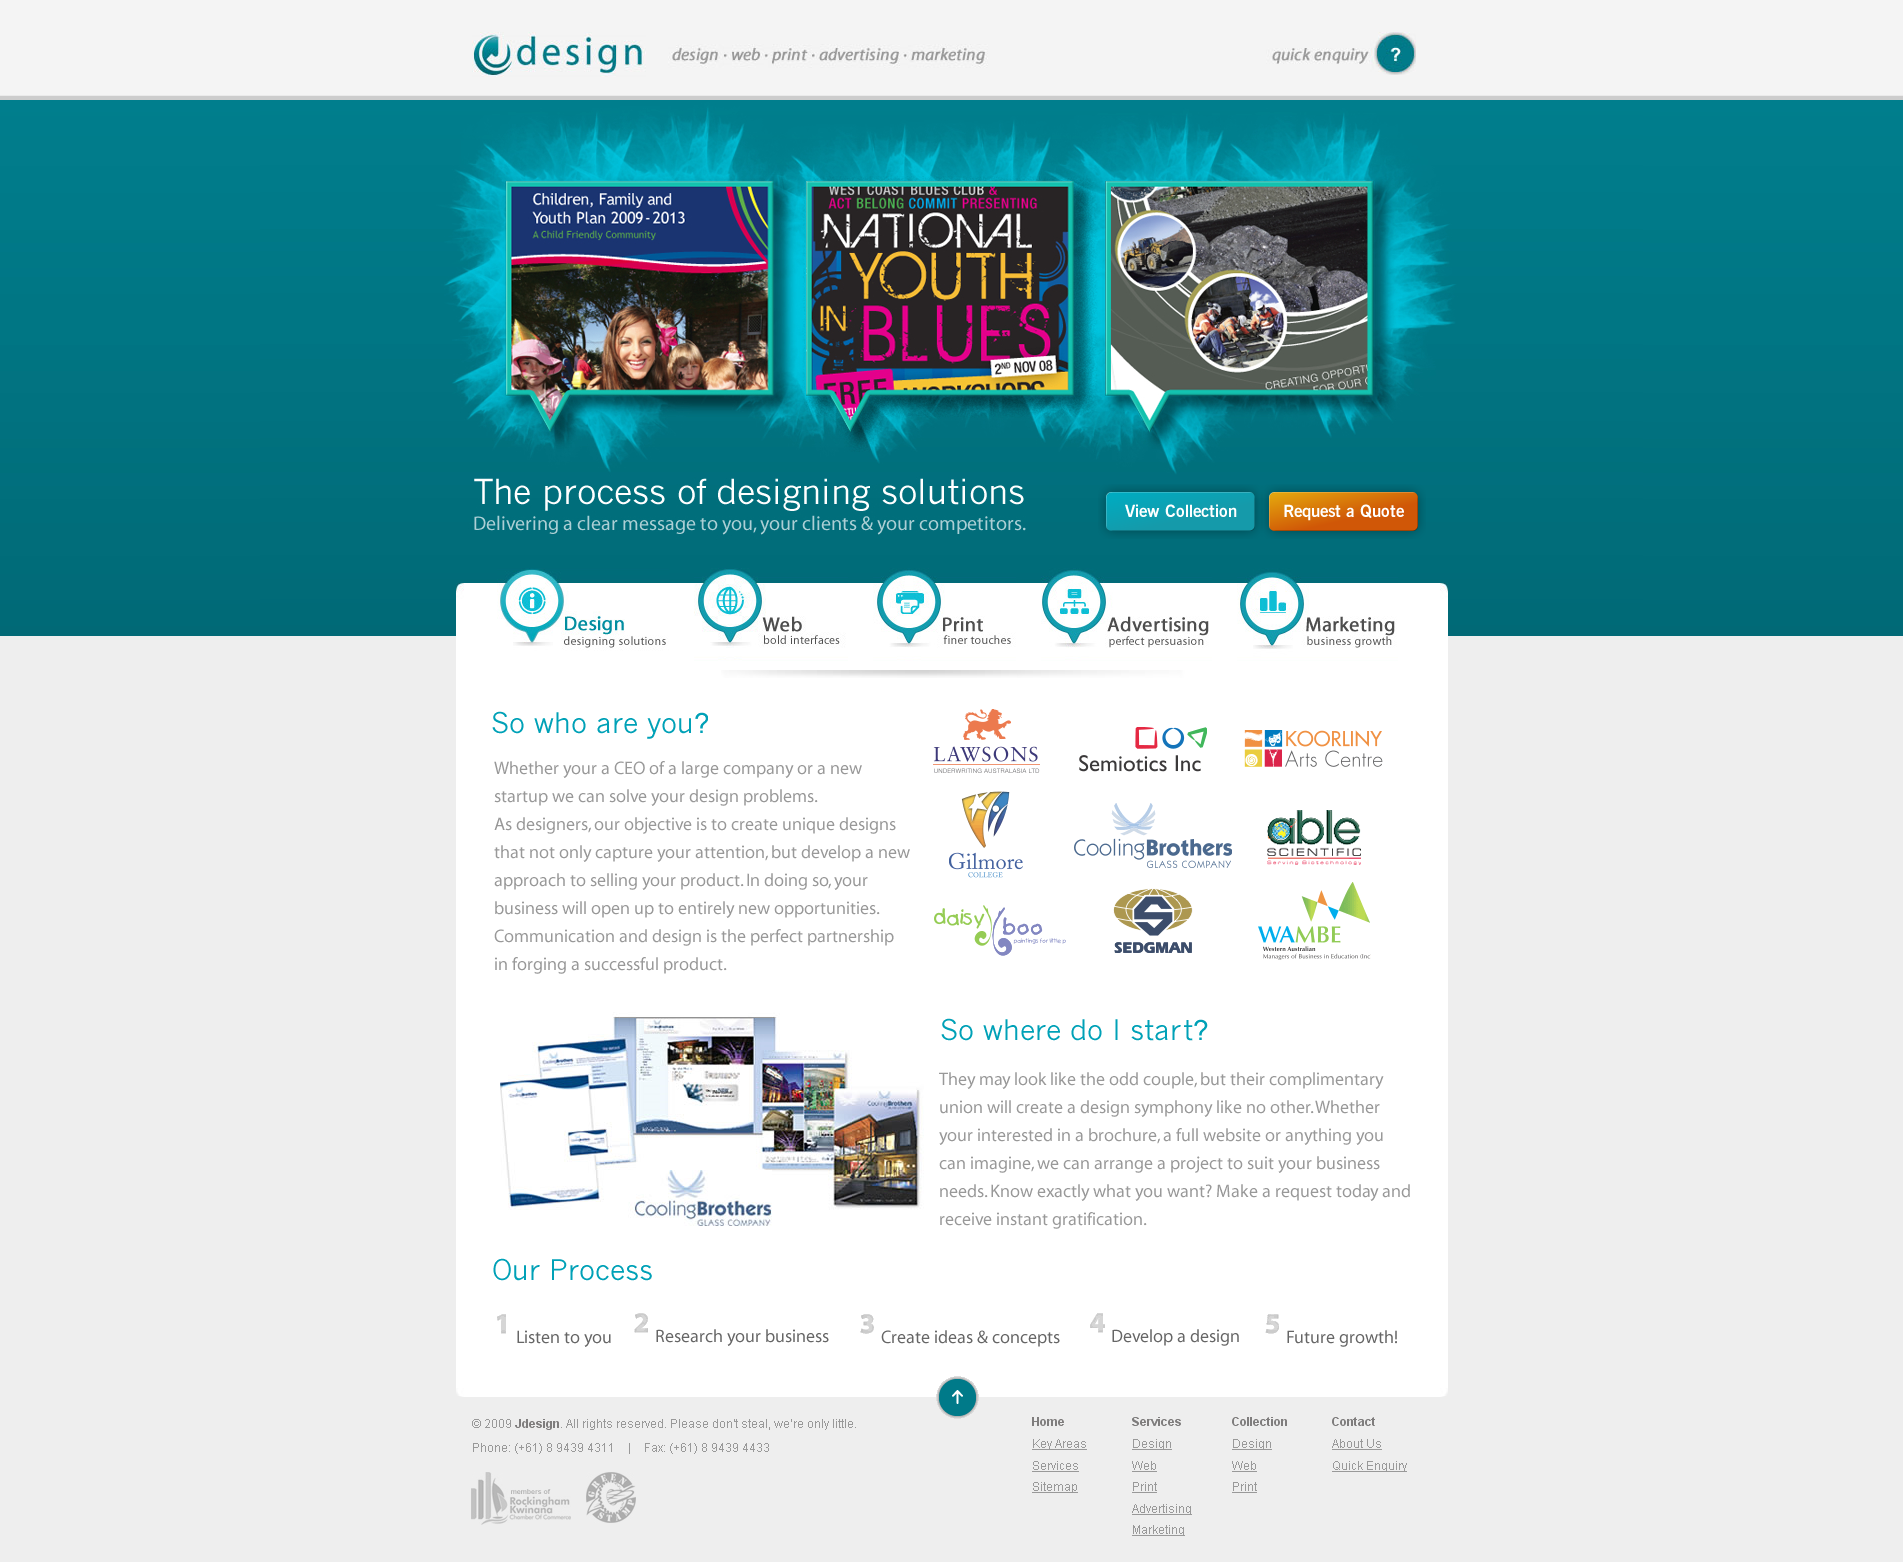 design
design · web · print · advertising · marketing
quick enquiry ?
Children, Family and
Youth Plan 2009-2013
A Child Friendly Community
WEST COAST BLUES CLUB &
ACT BELONG COMMIT PRESENTING
NATIONAL
YOUTH
IN BLUES
2ND NOV 08
FREE WORKSHOPS
CREATING OPPORT
FOR OUR
The process of designing solutions
Delivering a clear message to you, your clients & your competitors.
View Collection
Request a Quote
Design
designing solutions
Web
bold interfaces
Print
finer touches
Advertising
perfect persuasion
Marketing
business growth
So who are you?
Whether your a CEO of a large company or a new
startup we can solve your design problems.
As designers, our objective is to create unique designs
that not only capture your attention, but develop a new
approach to selling your product. In doing so, your
business will open up to entirely new opportunities.
Communication and design is the perfect partnership
in forging a successful product.
LAWSONS
UNDERWRITING AUSTRALASIA LTD
Semiotics Inc
KOORLINY
Arts Centre
Gilmore
COLLEGE
CoolingBrothers
GLASS COMPANY
able
SCIENTIFIC
Serving Biotechnology
daisy boo
paintings for
SEDGMAN
WAMBE
Western Australian
Managers of Business in Education Inc
CoolingBrothers
CoolingBrothers
CoolingBrothers
CoolingBrothers
GLASS COMPANY
So where do I start?
They may look like the odd couple, but their complimentary
union will create a design symphony like no other. Whether
your interested in a brochure, a full website or anything you
can imagine, we can arrange a project to suit your business
needs. Know exactly what you want? Make a request today and
receive instant gratification.
Our Process
1 Listen to you
2 Research your business
3 Create ideas & concepts
4 Develop a design
5 Future growth!
© 2009 Jdesign. All rights reserved. Please don't steal, we're only little.
Phone: (+61) 8 9439 4311 | Fax: (+61) 8 9439 4433
members of
Rockingham
Kwinana
Chamber Of Commerce
GREEN STAMP
Home
Key Areas
Services
Sitemap
Services
Design
Web
Print
Advertising
Marketing
Collection
Design
Web
Print
Contact
About Us
Quick Enquiry